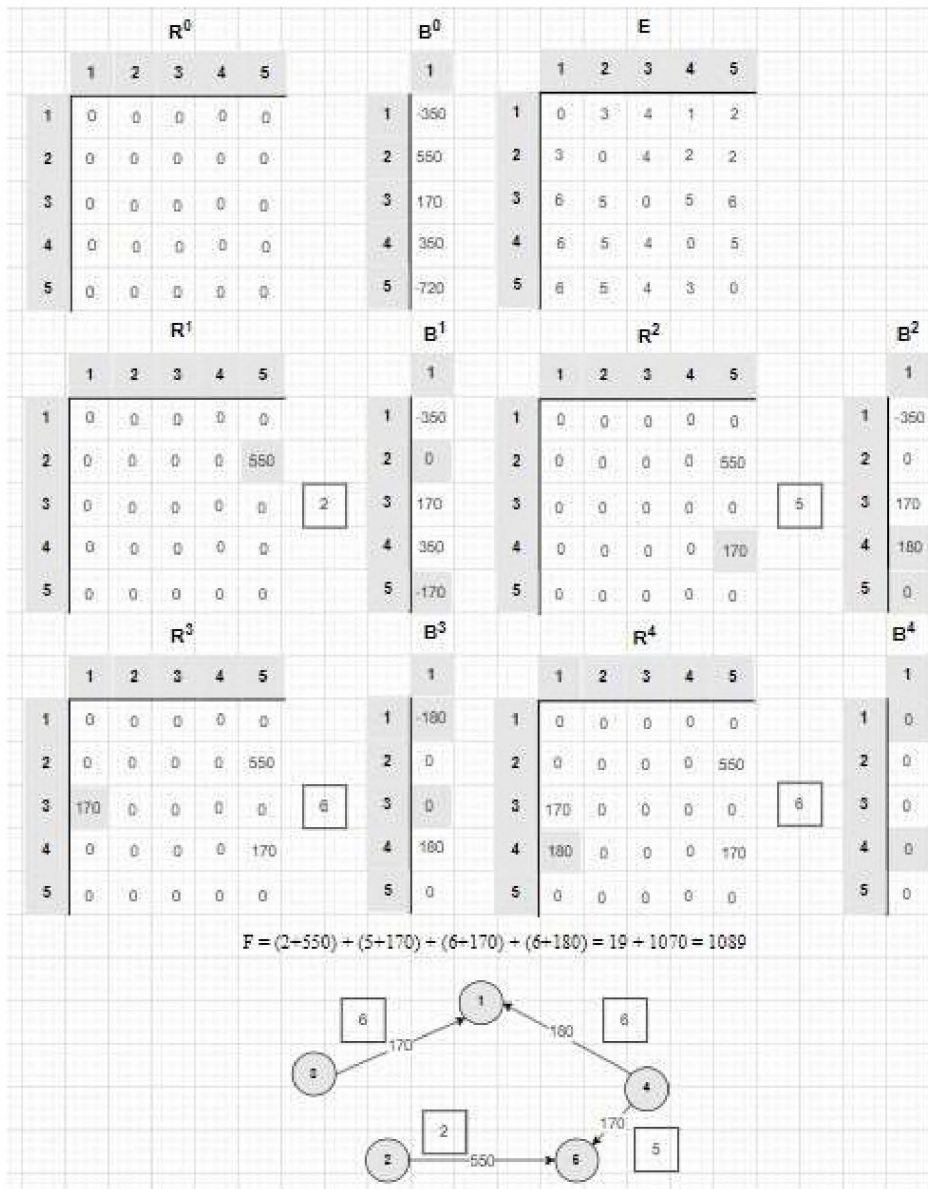 R⁰ B⁰ E
1 2 3 4 5 1 1 2 3 4 5
1 0 0 0 0 0 1 -350 1 0 3 4 1 2
2 0 0 0 0 0 2 550 2 3 0 4 2 2
3 0 0 0 0 0 3 170 3 6 5 0 5 6
4 0 0 0 0 0 4 350 4 6 5 4 0 5
5 0 0 0 0 0 5 -720 5 6 5 4 3 0
R¹ B¹ R² B²
1 2 3 4 5 1 1 2 3 4 5 1
1 0 0 0 0 0 1 -350 1 0 0 0 0 0 1 -350
2 0 0 0 0 550 2 0 2 0 0 0 0 550 2 0
3 0 0 0 0 0 2 3 170 3 0 0 0 0 0 5 3 170
4 0 0 0 0 0 4 350 4 0 0 0 0 170 4 180
5 0 0 0 0 0 5 -170 5 0 0 0 0 0 5 0
R³ B³ R⁴ B⁴
1 2 3 4 5 1 1 2 3 4 5 1
1 0 0 0 0 0 1 -180 1 0 0 0 0 0 1 0
2 0 0 0 0 550 2 0 2 0 0 0 0 550 2 0
3 170 0 0 0 0 6 3 0 3 170 0 0 0 0 6 3 0
4 0 0 0 0 170 4 180 4 180 0 0 0 170 4 0
5 0 0 0 0 0 5 0 5 0 0 0 0 0 5 0
F = (2+550) + (5+170) + (6+170) + (6+180) = 19 + 1070 = 1089
1
6 6
170 180
3 4
2 170
2 550 5 5